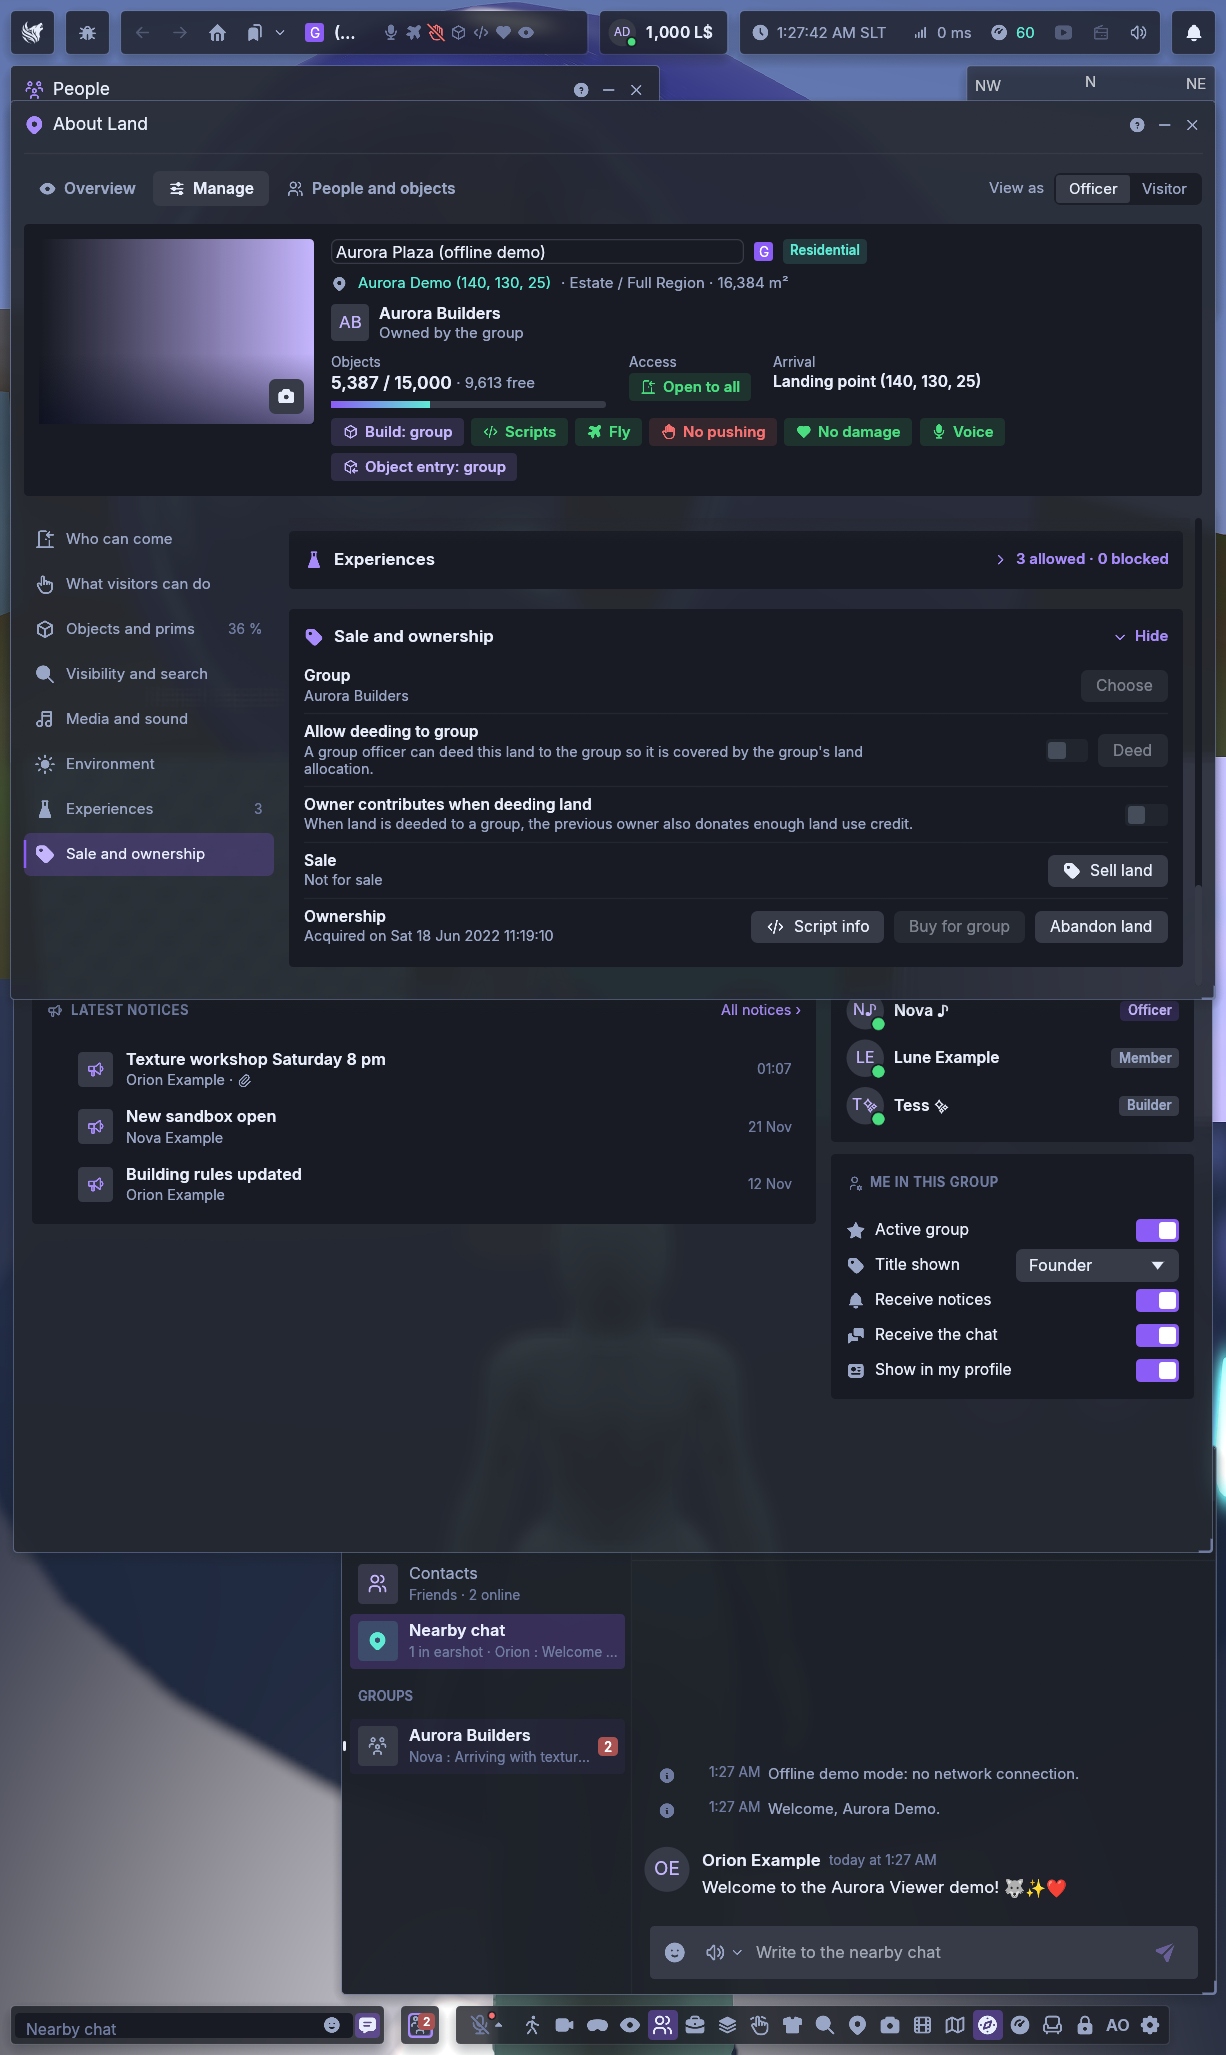 G (...
AD 1,000 L$
1:27:42 AM SLT 0 ms 60
People
NW N NE
About Land
Overview Manage People and objects View as Officer Visitor
Aurora Plaza (offline demo) G Residential
Aurora Demo (140, 130, 25) · Estate / Full Region · 16,384 m²
AB Aurora Builders
Owned by the group
Objects Access Arrival
5,387 / 15,000 · 9,613 free Open to all Landing point (140, 130, 25)
Build: group Scripts Fly No pushing No damage Voice
Object entry: group
Who can come
What visitors can do
Objects and prims 36 %
Visibility and search
Media and sound
Environment
Experiences 3
Sale and ownership
Experiences 3 allowed · 0 blocked
Sale and ownership Hide
Group
Aurora Builders Choose
Allow deeding to group
A group officer can deed this land to the group so it is covered by the group's land
allocation.
Deed
Owner contributes when deeding land
When land is deeded to a group, the previous owner also donates enough land use credit.
Sale
Not for sale Sell land
Ownership
Acquired on Sat 18 Jun 2022 11:19:10 Script info Buy for group Abandon land
LATEST NOTICES All notices ›
Texture workshop Saturday 8 pm
Orion Example · 01:07
New sandbox open
Nova Example 21 Nov
Building rules updated
Orion Example 12 Nov
N♪ Nova ♪ Officer
LE Lune Example Member
T Tess Builder
ME IN THIS GROUP
Active group
Title shown Founder
Receive notices
Receive the chat
Show in my profile
Contacts
Friends · 2 online
Nearby chat
1 in earshot · Orion : Welcome ...
GROUPS
Aurora Builders
Nova : Arriving with textur... 2
1:27 AM Offline demo mode: no network connection.
1:27 AM Welcome, Aurora Demo.
OE Orion Example today at 1:27 AM
Welcome to the Aurora Viewer demo! 🐺✨❤️
Write to the nearby chat
Nearby chat 2 AO